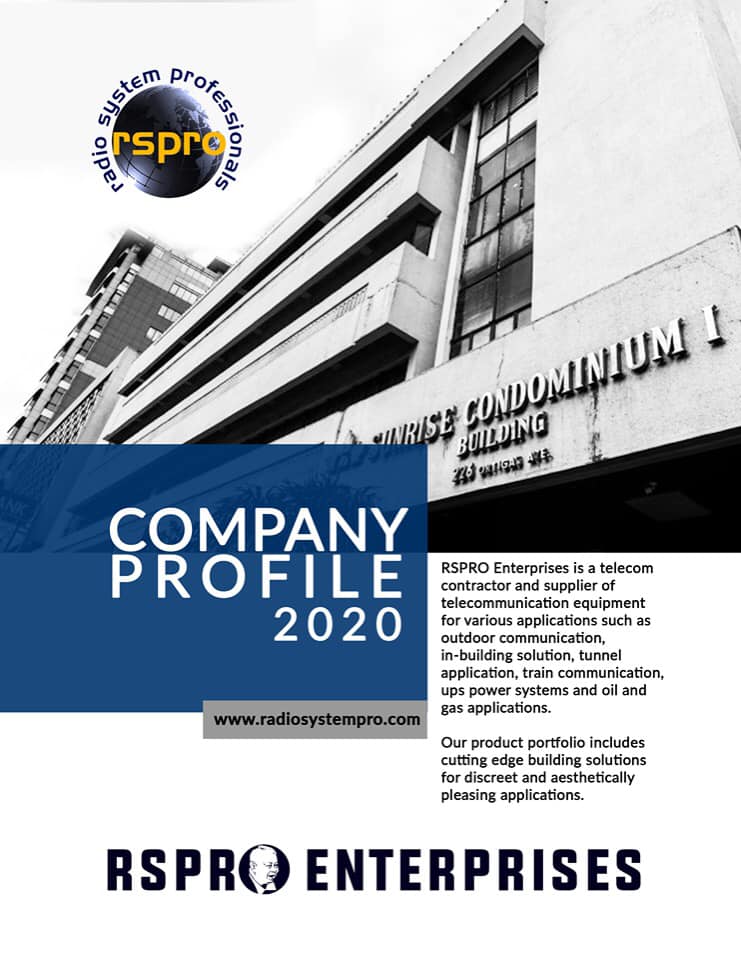 radio system professionals
rspro
SUNRISE CONDOMINIUM I
BUILDING
226 ORTIGAS AVE.
COMPANY
PROFILE
2020
www.radiosystempro.com
RSPRO Enterprises is a telecom
contractor and supplier of
telecommunication equipment
for various applications such as
outdoor communication,
in-building solution, tunnel
application, train communication,
ups power systems and oil and
gas applications.
Our product portfolio includes
cutting edge building solutions
for discreet and aesthetically
pleasing applications.
RSPRO ENTERPRISES